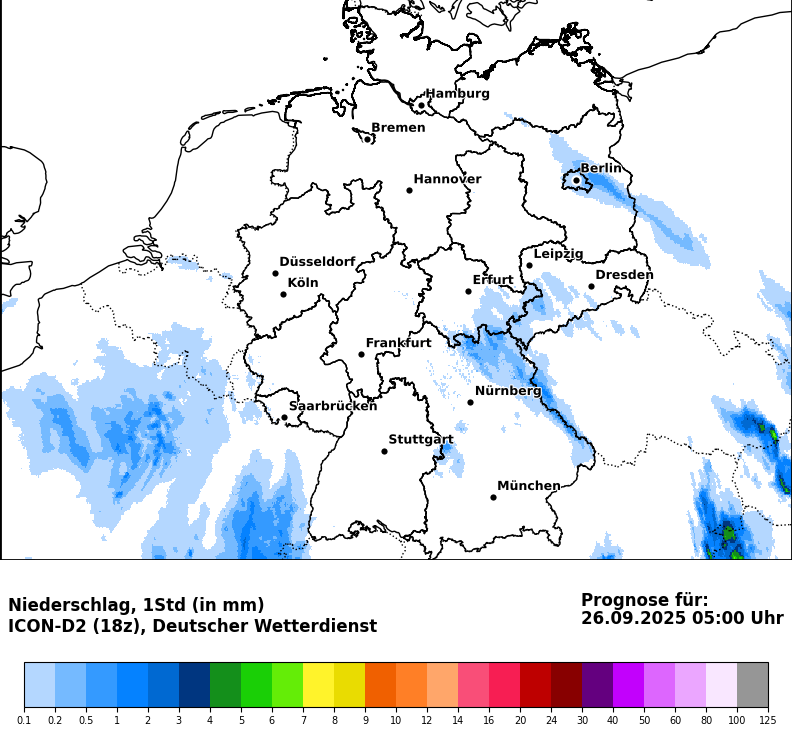 Hamburg
Bremen
Berlin
Hannover
Leipzig
Düsseldorf
Dresden
Köln
Erfurt
Frankfurt
Nürnberg
Saarbrücken
Stuttgart
München
Niederschlag, 1Std (in mm)
ICON-D2 (18z), Deutscher Wetterdienst
Prognose für:
26.09.2025 05:00 Uhr
0.1 0.2 0.5 1 2 3 4 5 6 7 8 9 10 12 14 16 20 24 30 40 50 60 80 100 125